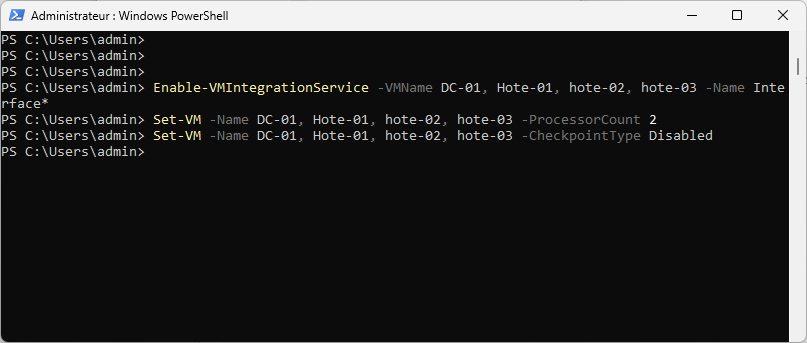 Administrateur : Windows PowerShell
PS C:\Users\admin>
PS C:\Users\admin>
PS C:\Users\admin>
PS C:\Users\admin> Enable-VMIntegrationService -VMName DC-01, Hote-01, hote-02, hote-03 -Name Inte
rface*
PS C:\Users\admin> Set-VM -Name DC-01, Hote-01, hote-02, hote-03 -ProcessorCount 2
PS C:\Users\admin> Set-VM -Name DC-01, Hote-01, hote-02, hote-03 -CheckpointType Disabled
PS C:\Users\admin>